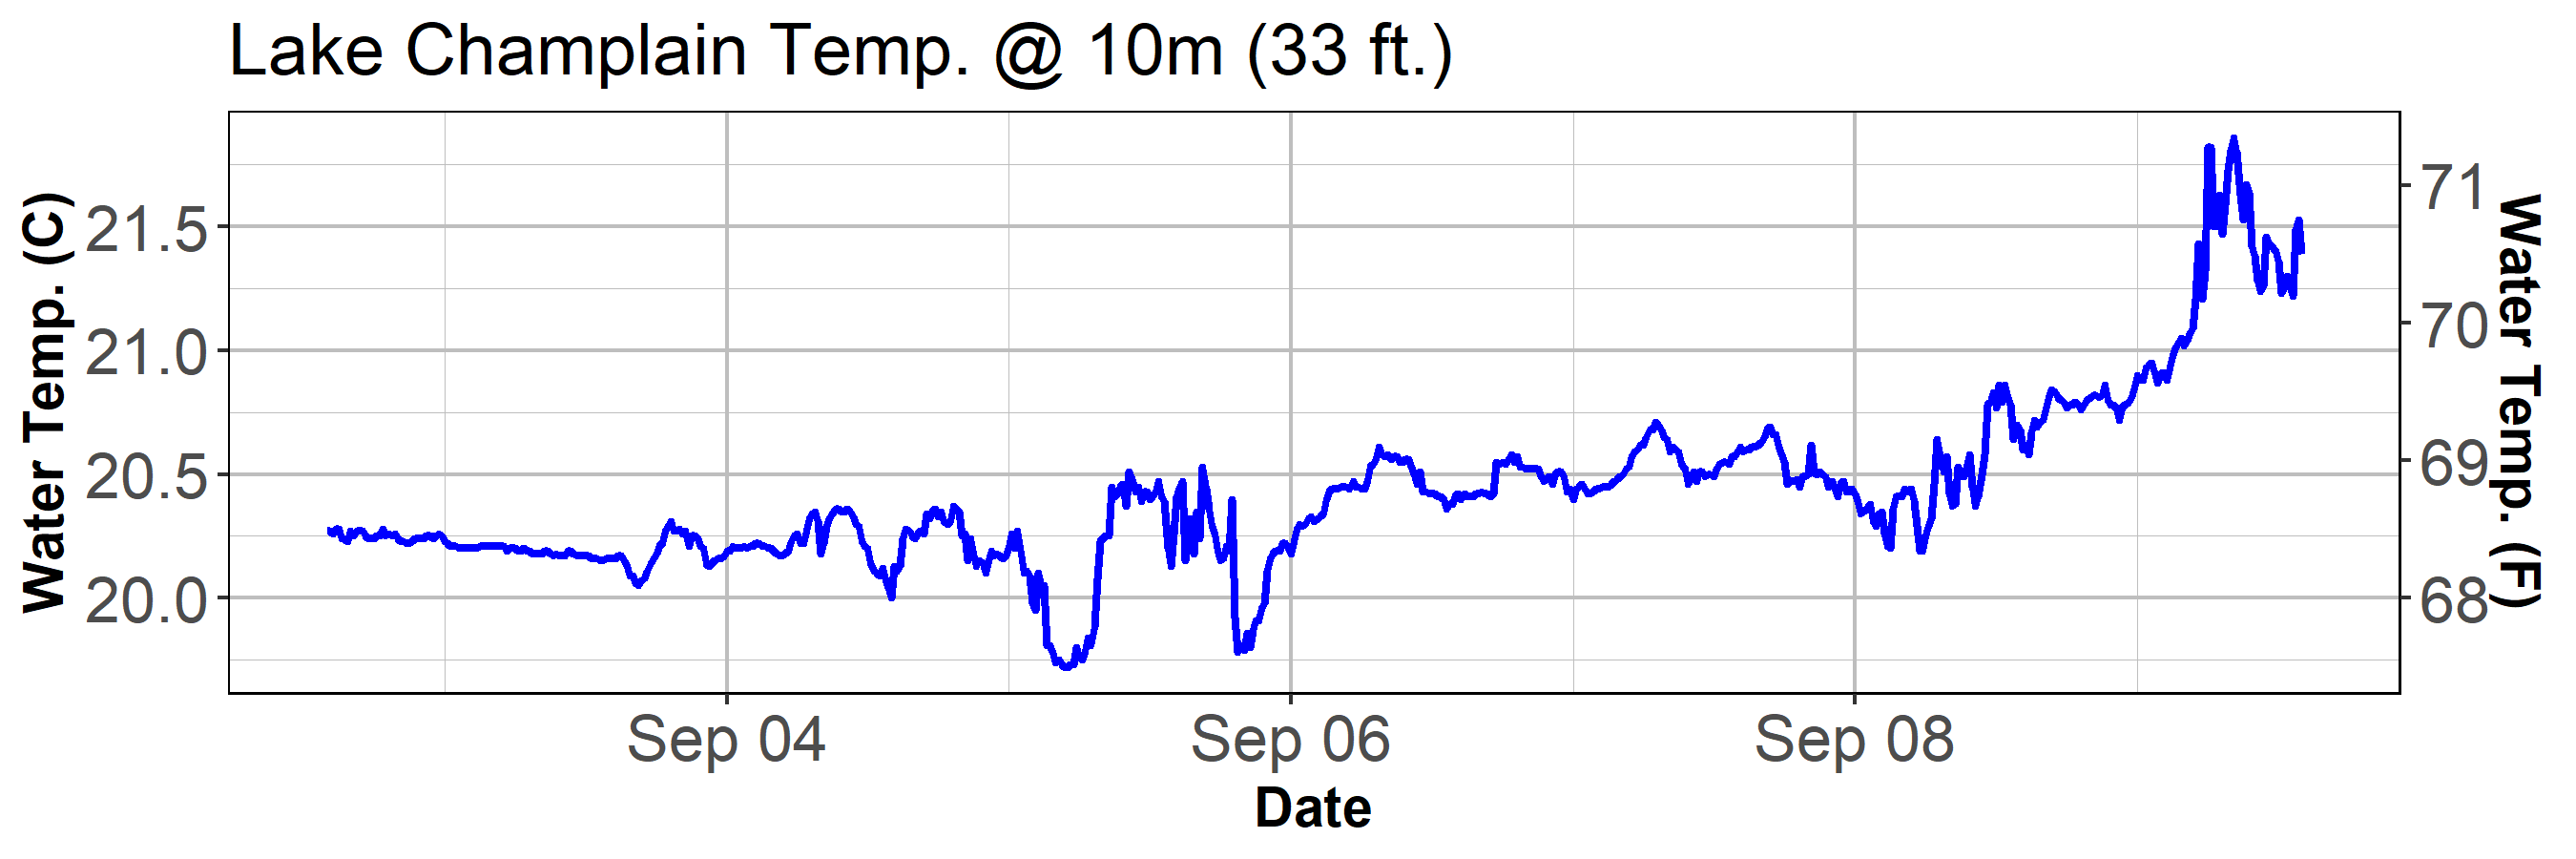 Lake Champlain Temp. @ 10m (33 ft.)
Water Temp. (C)
21.5
21.0
20.5
20.0
71
70
69
68
Water Temp. (F)
Sep 04
Sep 06
Sep 08
Date